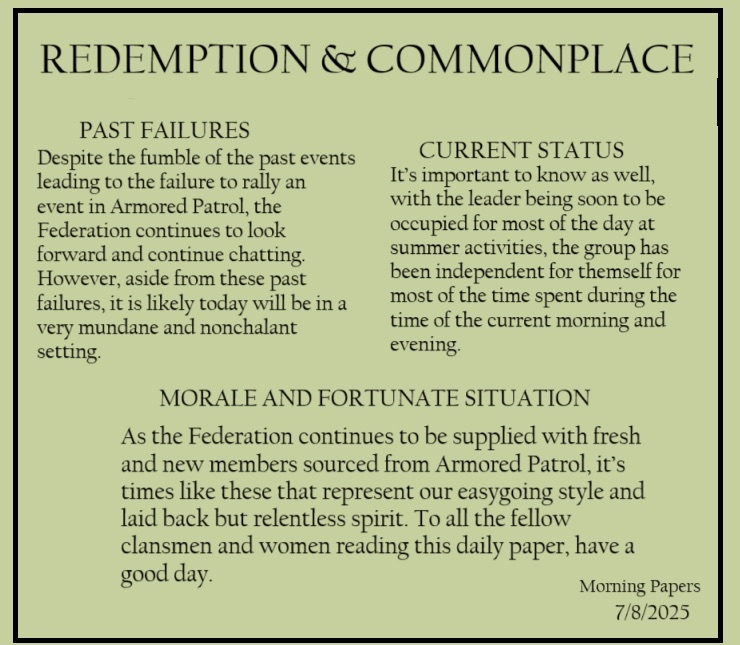 REDEMPTION & COMMONPLACE
PAST FAILURES
Despite the fumble of the past events
leading to the failure to rally an
event in Armored Patrol, the
Federation continues to look
forward and continue chatting.
However, aside from these past
failures, it is likely today will be in a
very mundane and nonchalant
setting.
CURRENT STATUS
It's important to know as well,
with the leader being soon to be
occupied for most of the day at
summer activities, the group has
been independent for themself for
most of the time spent during the
time of the current morning and
evening.
MORALE AND FORTUNATE SITUATION
As the Federation continues to be supplied with fresh
and new members sourced from Armored Patrol, it's
times like these that represent our easygoing style and
laid back but relentless spirit. To all the fellow
clansmen and women reading this daily paper, have a
good day.
Morning Papers
7/8/2025